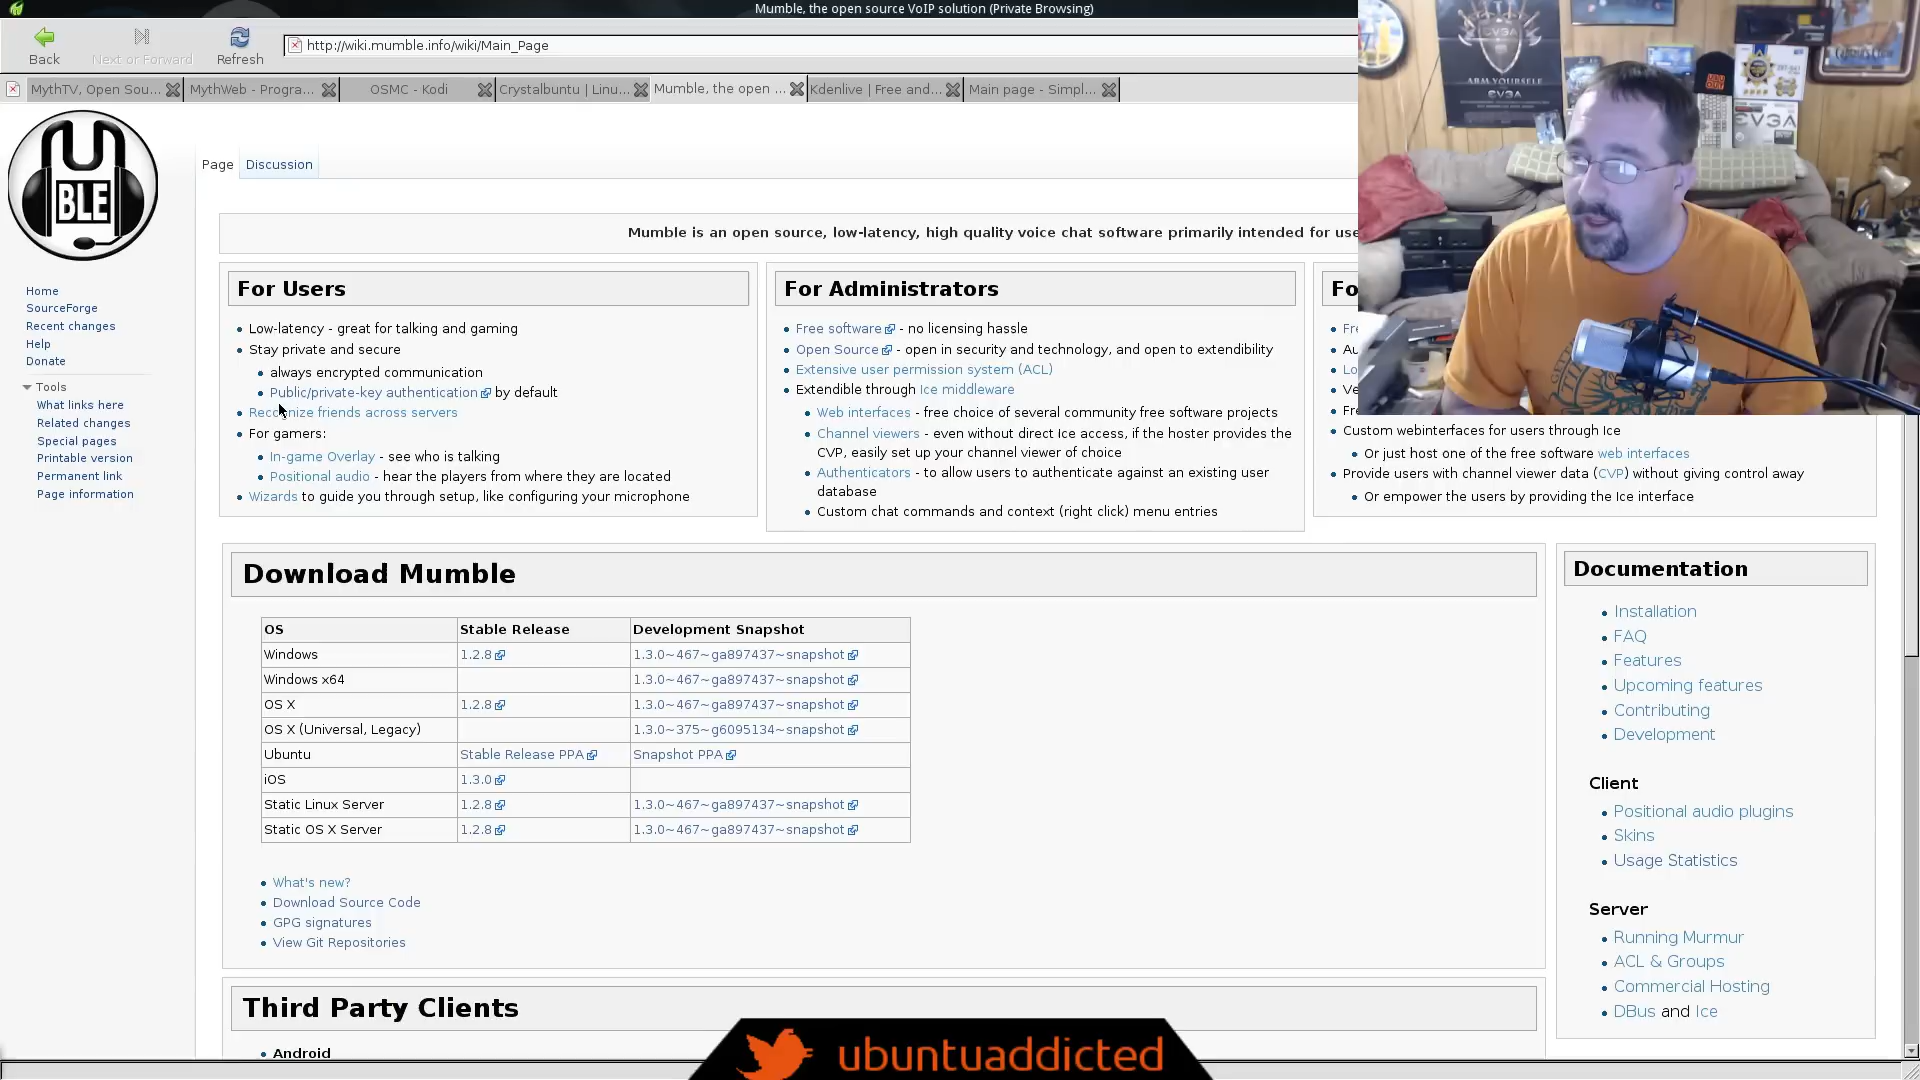 Mumble, the open source VoIP solution (Private Browsing)
Back
Next or Forward
Refresh
http://wiki.mumble.info/wiki/Main_Page
MythTV, Open Sou...
MythWeb - Progra...
OSMC - Kodi
Crystalbuntu | Linu...
Mumble, the open ...
Kdenlive | Free and...
Main page - Simpl...
EVGA
ARM YOURSELF
EVGA
EVGA
BLE
Page
Discussion
Home
SourceForge
Recent changes
Help
Donate
Tools
What links here
Related changes
Special pages
Printable version
Permanent link
Page information
Mumble is an open source, low-latency, high quality voice chat software primarily intended for use
For Users
Low-latency - great for talking and gaming
Stay private and secure
always encrypted communication
Public/private-key authentication by default
Recognize friends across servers
For gamers:
In-game Overlay - see who is talking
Positional audio - hear the players from where they are located
Wizards to guide you through setup, like configuring your microphone
For Administrators
Free software - no licensing hassle
Open Source - open in security and technology, and open to extendibility
Extensive user permission system (ACL)
Extendible through Ice middleware
Web interfaces - free choice of several community free software projects
Channel viewers - even without direct Ice access, if the hoster provides the
CVP, easily set up your channel viewer of choice
Authenticators - to allow users to authenticate against an existing user
database
Custom chat commands and context (right click) menu entries
Fo
Fre
Au
Lo
Ve
Fre
Custom webinterfaces for users through Ice
Or just host one of the free software web interfaces
Provide users with channel viewer data (CVP) without giving control away
Or empower the users by providing the Ice interface
Download Mumble
OS Stable Release Development Snapshot
Windows 1.2.8 1.3.0~467~ga897437~snapshot
Windows x64 1.3.0~467~ga897437~snapshot
OS X 1.2.8 1.3.0~467~ga897437~snapshot
OS X (Universal, Legacy) 1.3.0~375~g6095134~snapshot
Ubuntu Stable Release PPA Snapshot PPA
iOS 1.3.0
Static Linux Server 1.2.8 1.3.0~467~ga897437~snapshot
Static OS X Server 1.2.8 1.3.0~467~ga897437~snapshot
What's new?
Download Source Code
GPG signatures
View Git Repositories
Documentation
Installation
FAQ
Features
Upcoming features
Contributing
Development
Client
Positional audio plugins
Skins
Usage Statistics
Server
Running Murmur
ACL & Groups
Commercial Hosting
DBus and Ice
Third Party Clients
Android
ubuntuaddicted